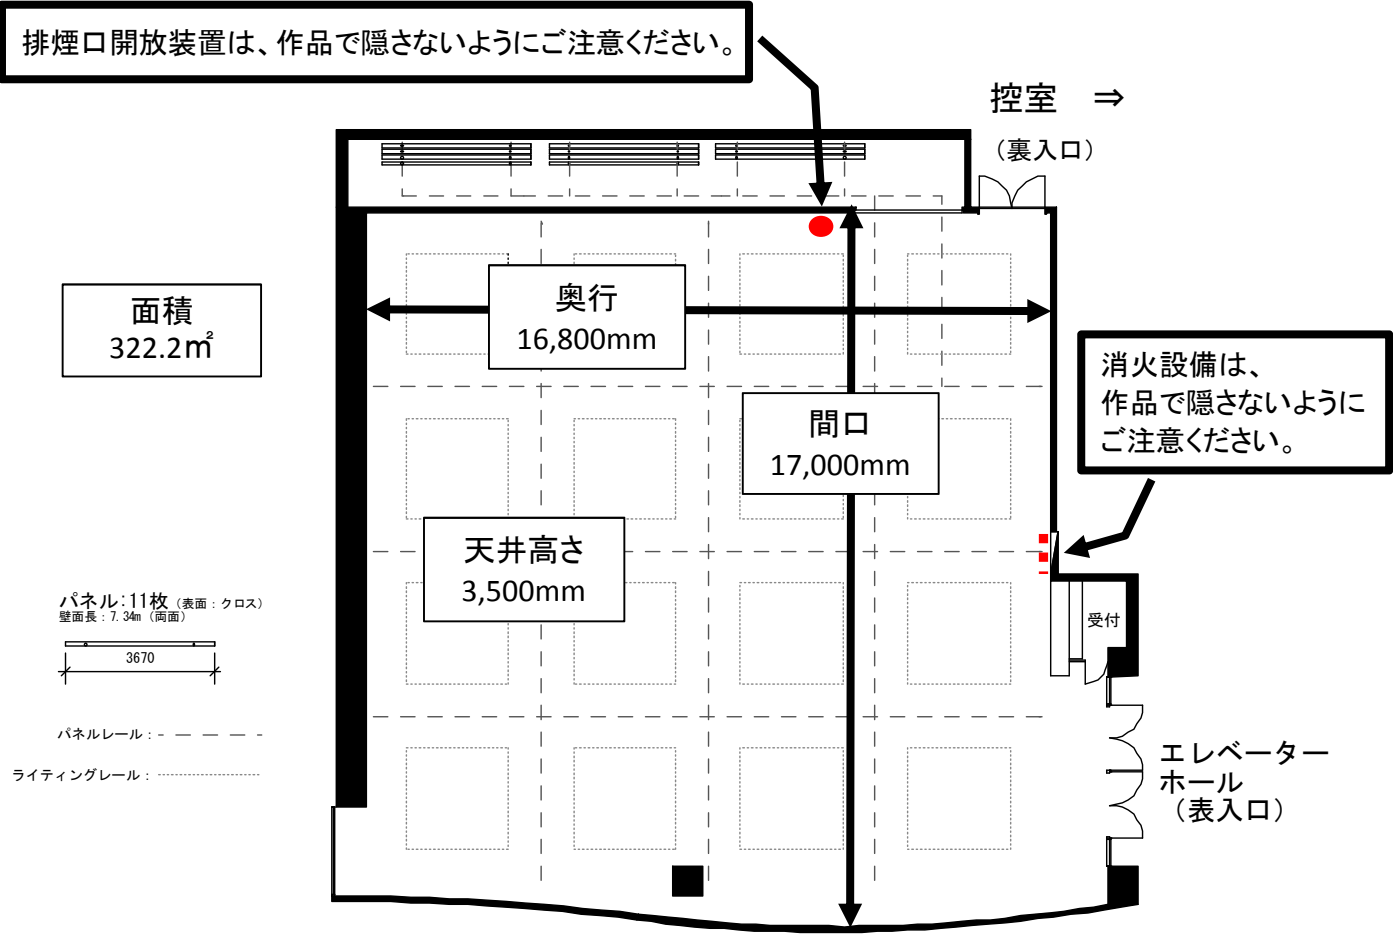 排煙口開放装置は、作品で隠さないようにご注意ください。
控室 ⇒
（裏入口）
面積
322.2㎡
奥行
16,800mm
間口
17,000mm
消火設備は、
作品で隠さないように
ご注意ください。
天井高さ
3,500mm
パネル：11枚（表面：クロス）
壁面長：7.34m（両面）
3670
受付
パネルレール：
ライティングレール：
エレベーター
ホール
（表入口）